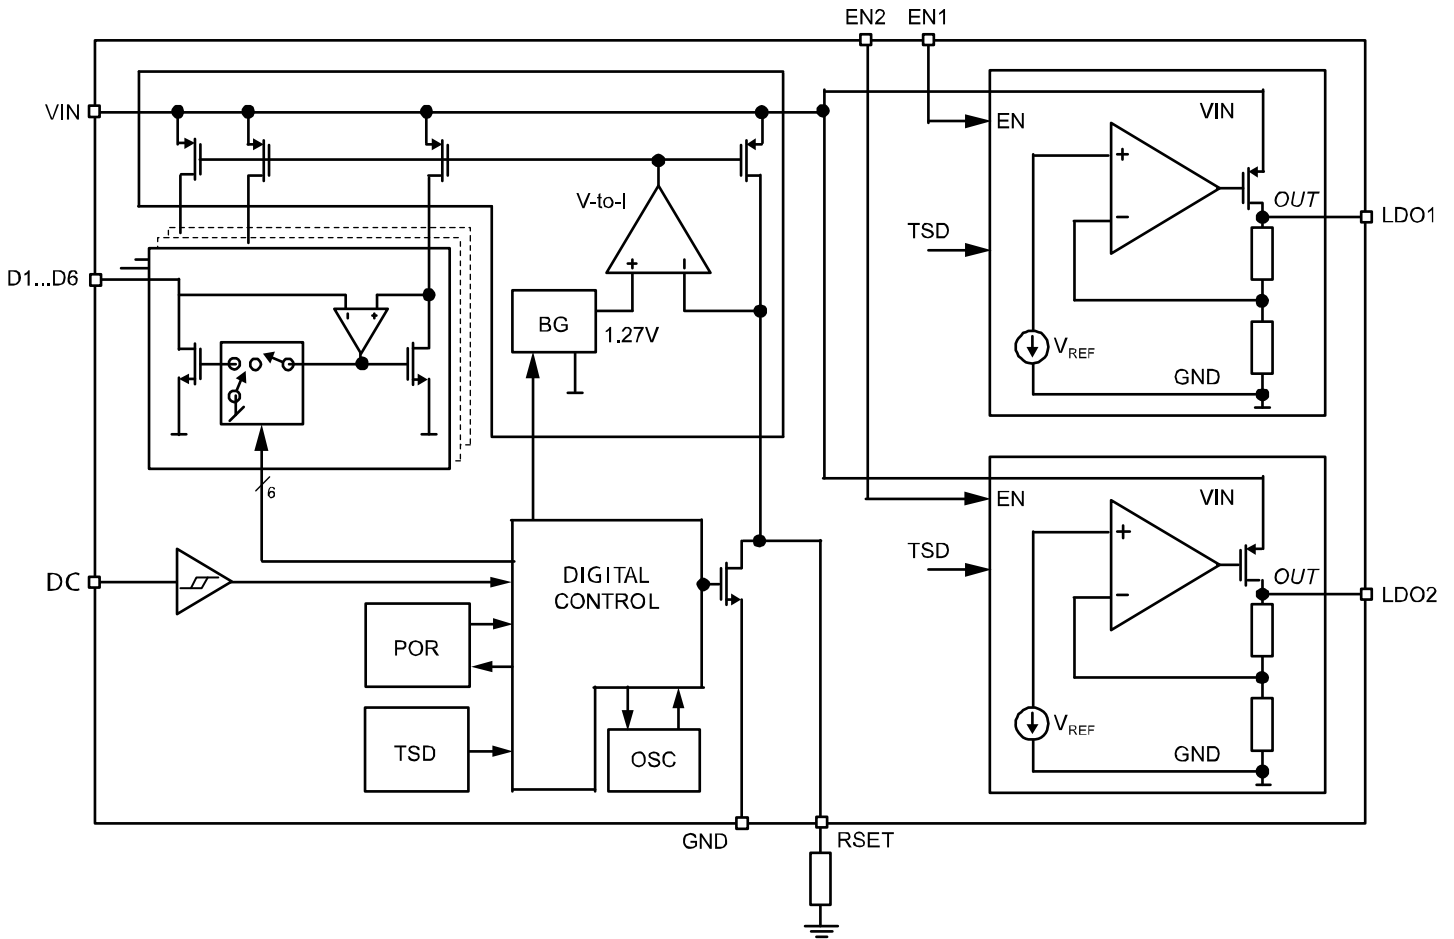 EN2 EN1
VIN
VIN
EN
+
OUT
V-to-I
−
TSD
LDO1
D1...D6
+
BG
1.27V
VREF
GND
6
VIN
EN
+
TSD
OUT
DC
DIGITAL
CONTROL
−
LDO2
POR
VREF
TSD
OSC
GND
GND
RSET